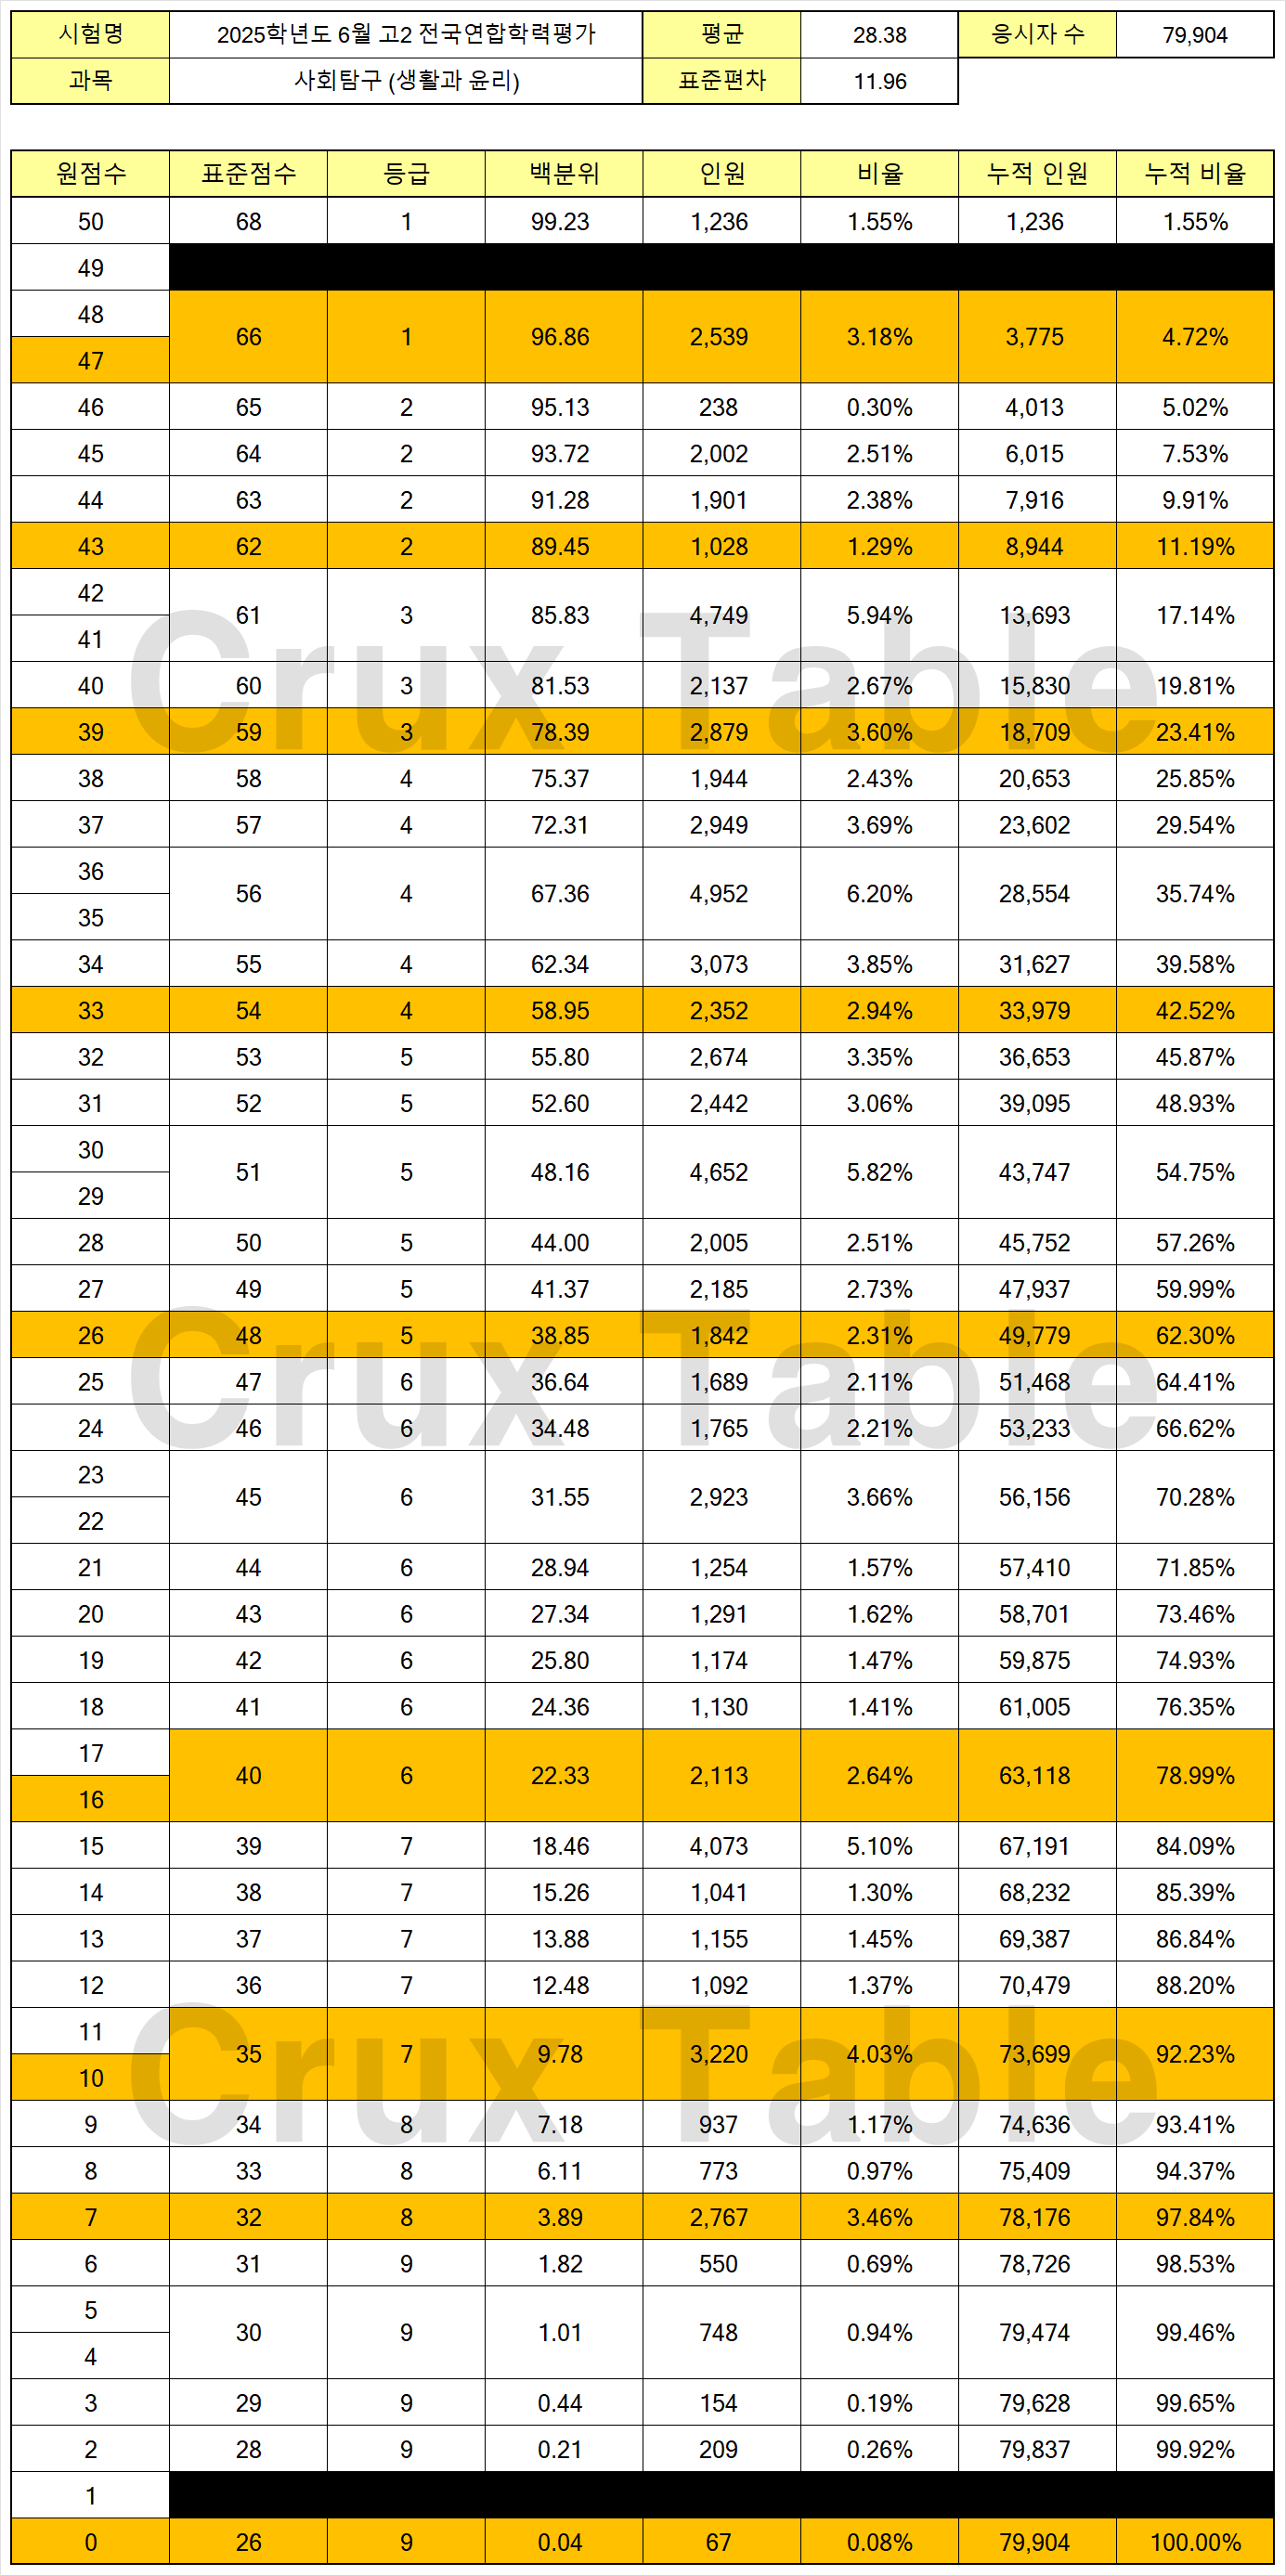 시험명 2025학년도 6월 고2 전국연합학력평가 평균 28.38 응시자 수 79,904
과목 사회탐구 (생활과 윤리) 표준편차 11.96
원점수 표준점수 등급 백분위 인원 비율 누적 인원 누적 비율
50 68 1 99.23 1,236 1.55% 1,236 1.55%
49
48
66 1 96.86 2,539 3.18% 3,775 4.72%
47
46 65 2 95.13 238 0.30% 4,013 5.02%
45 64 2 93.72 2,002 2.51% 6,015 7.53%
44 63 2 91.28 1,901 2.38% 7,916 9.91%
43 62 2 89.45 1,028 1.29% 8,944 11.19%
42
61 3 85.83 4,749 5.94% 13,693 17.14%
41
Crux Table
40 60 3 81.53 2,137 2.67% 15,830 19.81%
39 59 3 78.39 2,879 3.60% 18,709 23.41%
38 58 4 75.37 1,944 2.43% 20,653 25.85%
37 57 4 72.31 2,949 3.69% 23,602 29.54%
36
56 4 67.36 4,952 6.20% 28,554 35.74%
35
34 55 4 62.34 3,073 3.85% 31,627 39.58%
33 54 4 58.95 2,352 2.94% 33,979 42.52%
32 53 5 55.80 2,674 3.35% 36,653 45.87%
31 52 5 52.60 2,442 3.06% 39,095 48.93%
30
51 5 48.16 4,652 5.82% 43,747 54.75%
29
28 50 5 44.00 2,005 2.51% 45,752 57.26%
27 49 5 41.37 2,185 2.73% 47,937 59.99%
26 48 5 38.85 1,842 2.31% 49,779 62.30%
Crux Table
25 47 6 36.64 1,689 2.11% 51,468 64.41%
24 46 6 34.48 1,765 2.21% 53,233 66.62%
23
45 6 31.55 2,923 3.66% 56,156 70.28%
22
21 44 6 28.94 1,254 1.57% 57,410 71.85%
20 43 6 27.34 1,291 1.62% 58,701 73.46%
19 42 6 25.80 1,174 1.47% 59,875 74.93%
18 41 6 24.36 1,130 1.41% 61,005 76.35%
17
40 6 22.33 2,113 2.64% 63,118 78.99%
16
15 39 7 18.46 4,073 5.10% 67,191 84.09%
14 38 7 15.26 1,041 1.30% 68,232 85.39%
13 37 7 13.88 1,155 1.45% 69,387 86.84%
12 36 7 12.48 1,092 1.37% 70,479 88.20%
11
35 7 9.78 3,220 4.03% 73,699 92.23%
10
Crux Table
9 34 8 7.18 937 1.17% 74,636 93.41%
8 33 8 6.11 773 0.97% 75,409 94.37%
7 32 8 3.89 2,767 3.46% 78,176 97.84%
6 31 9 1.82 550 0.69% 78,726 98.53%
5
30 9 1.01 748 0.94% 79,474 99.46%
4
3 29 9 0.44 154 0.19% 79,628 99.65%
2 28 9 0.21 209 0.26% 79,837 99.92%
1
0 26 9 0.04 67 0.08% 79,904 100.00%